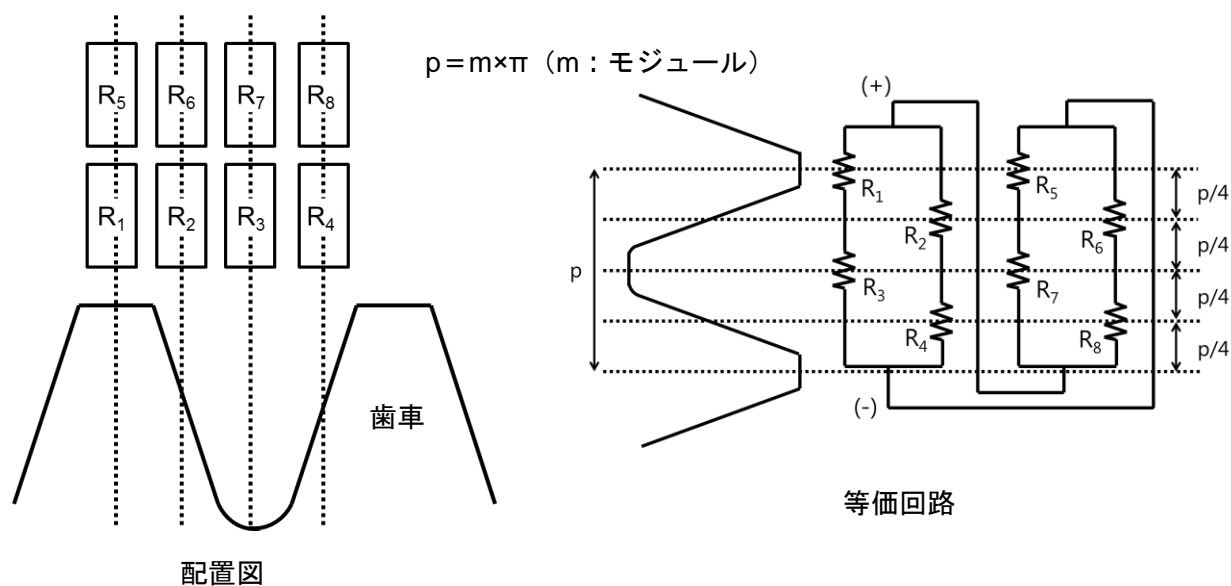 R5 R6 R7 R8
R1 R2 R3 R4
歯車
配置図
p＝m×π（m：モジュール）
(+)
R1
R5
p/4
R2
R6
p/4
p
R3
R7
p/4
R4
R8
p/4
(-)
等価回路